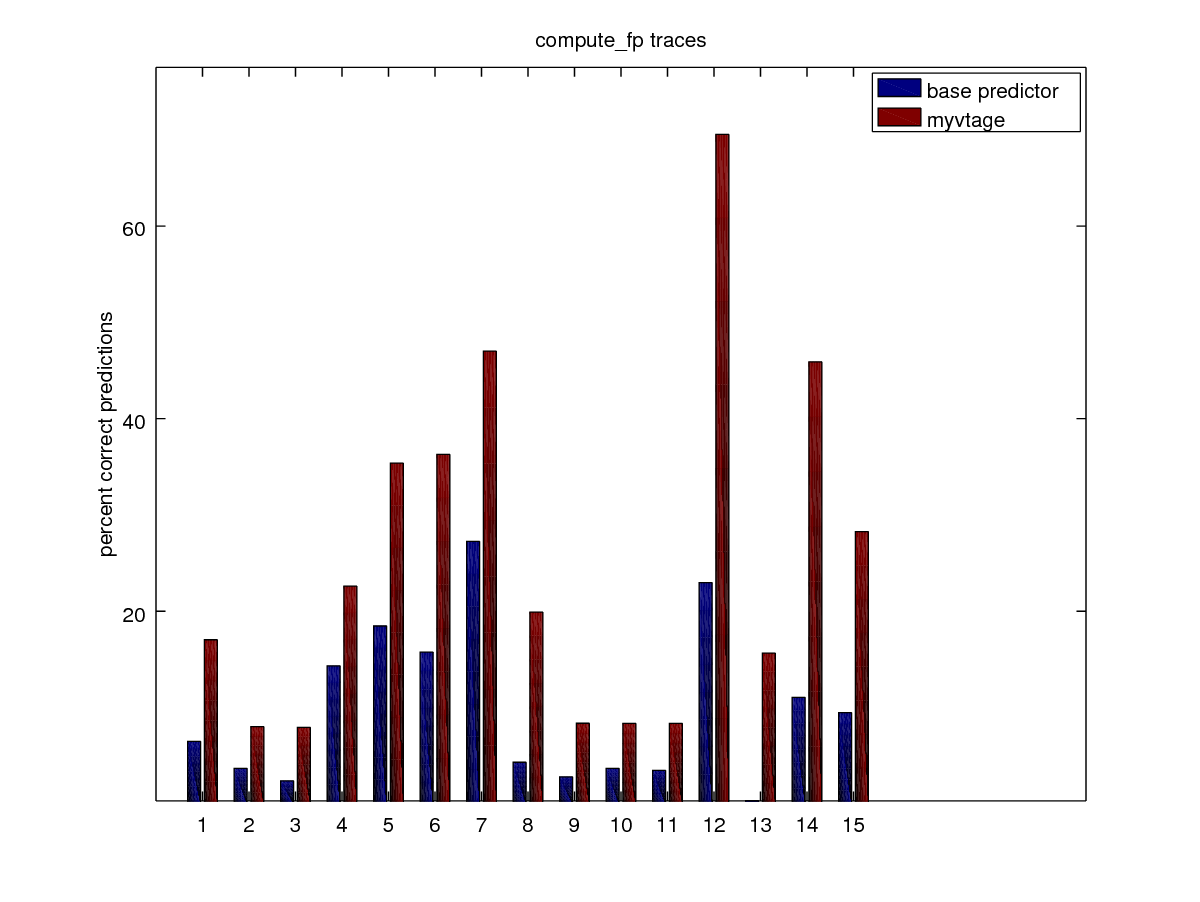 compute_fp traces
base predictor
myvtage
60
40
20
percent correct predictions
1 2 3 4 5 6 7 8 9 10 11 12 13 14 15